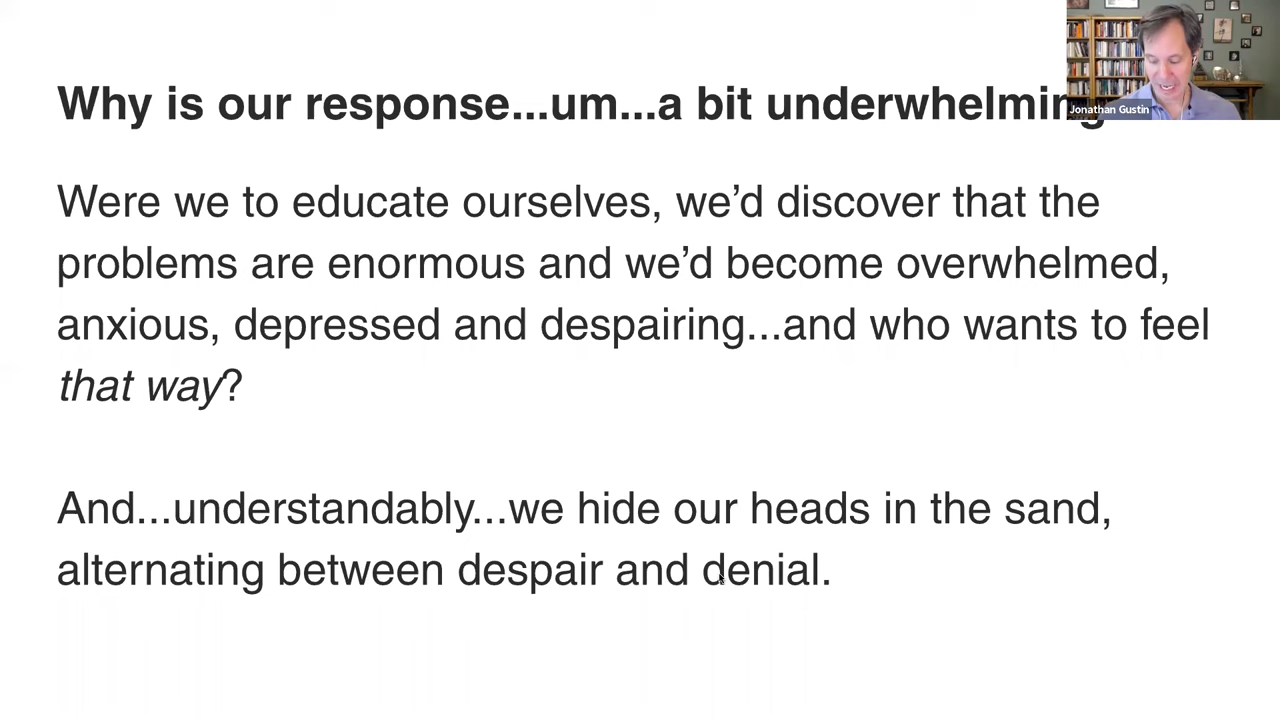 Why is our response...um...a bit underwhelming
Jonathan Gustin
Were we to educate ourselves, we’d discover that the
problems are enormous and we’d become overwhelmed,
anxious, depressed and despairing...and who wants to feel
that way?
And...understandably...we hide our heads in the sand,
alternating between despair and denial.